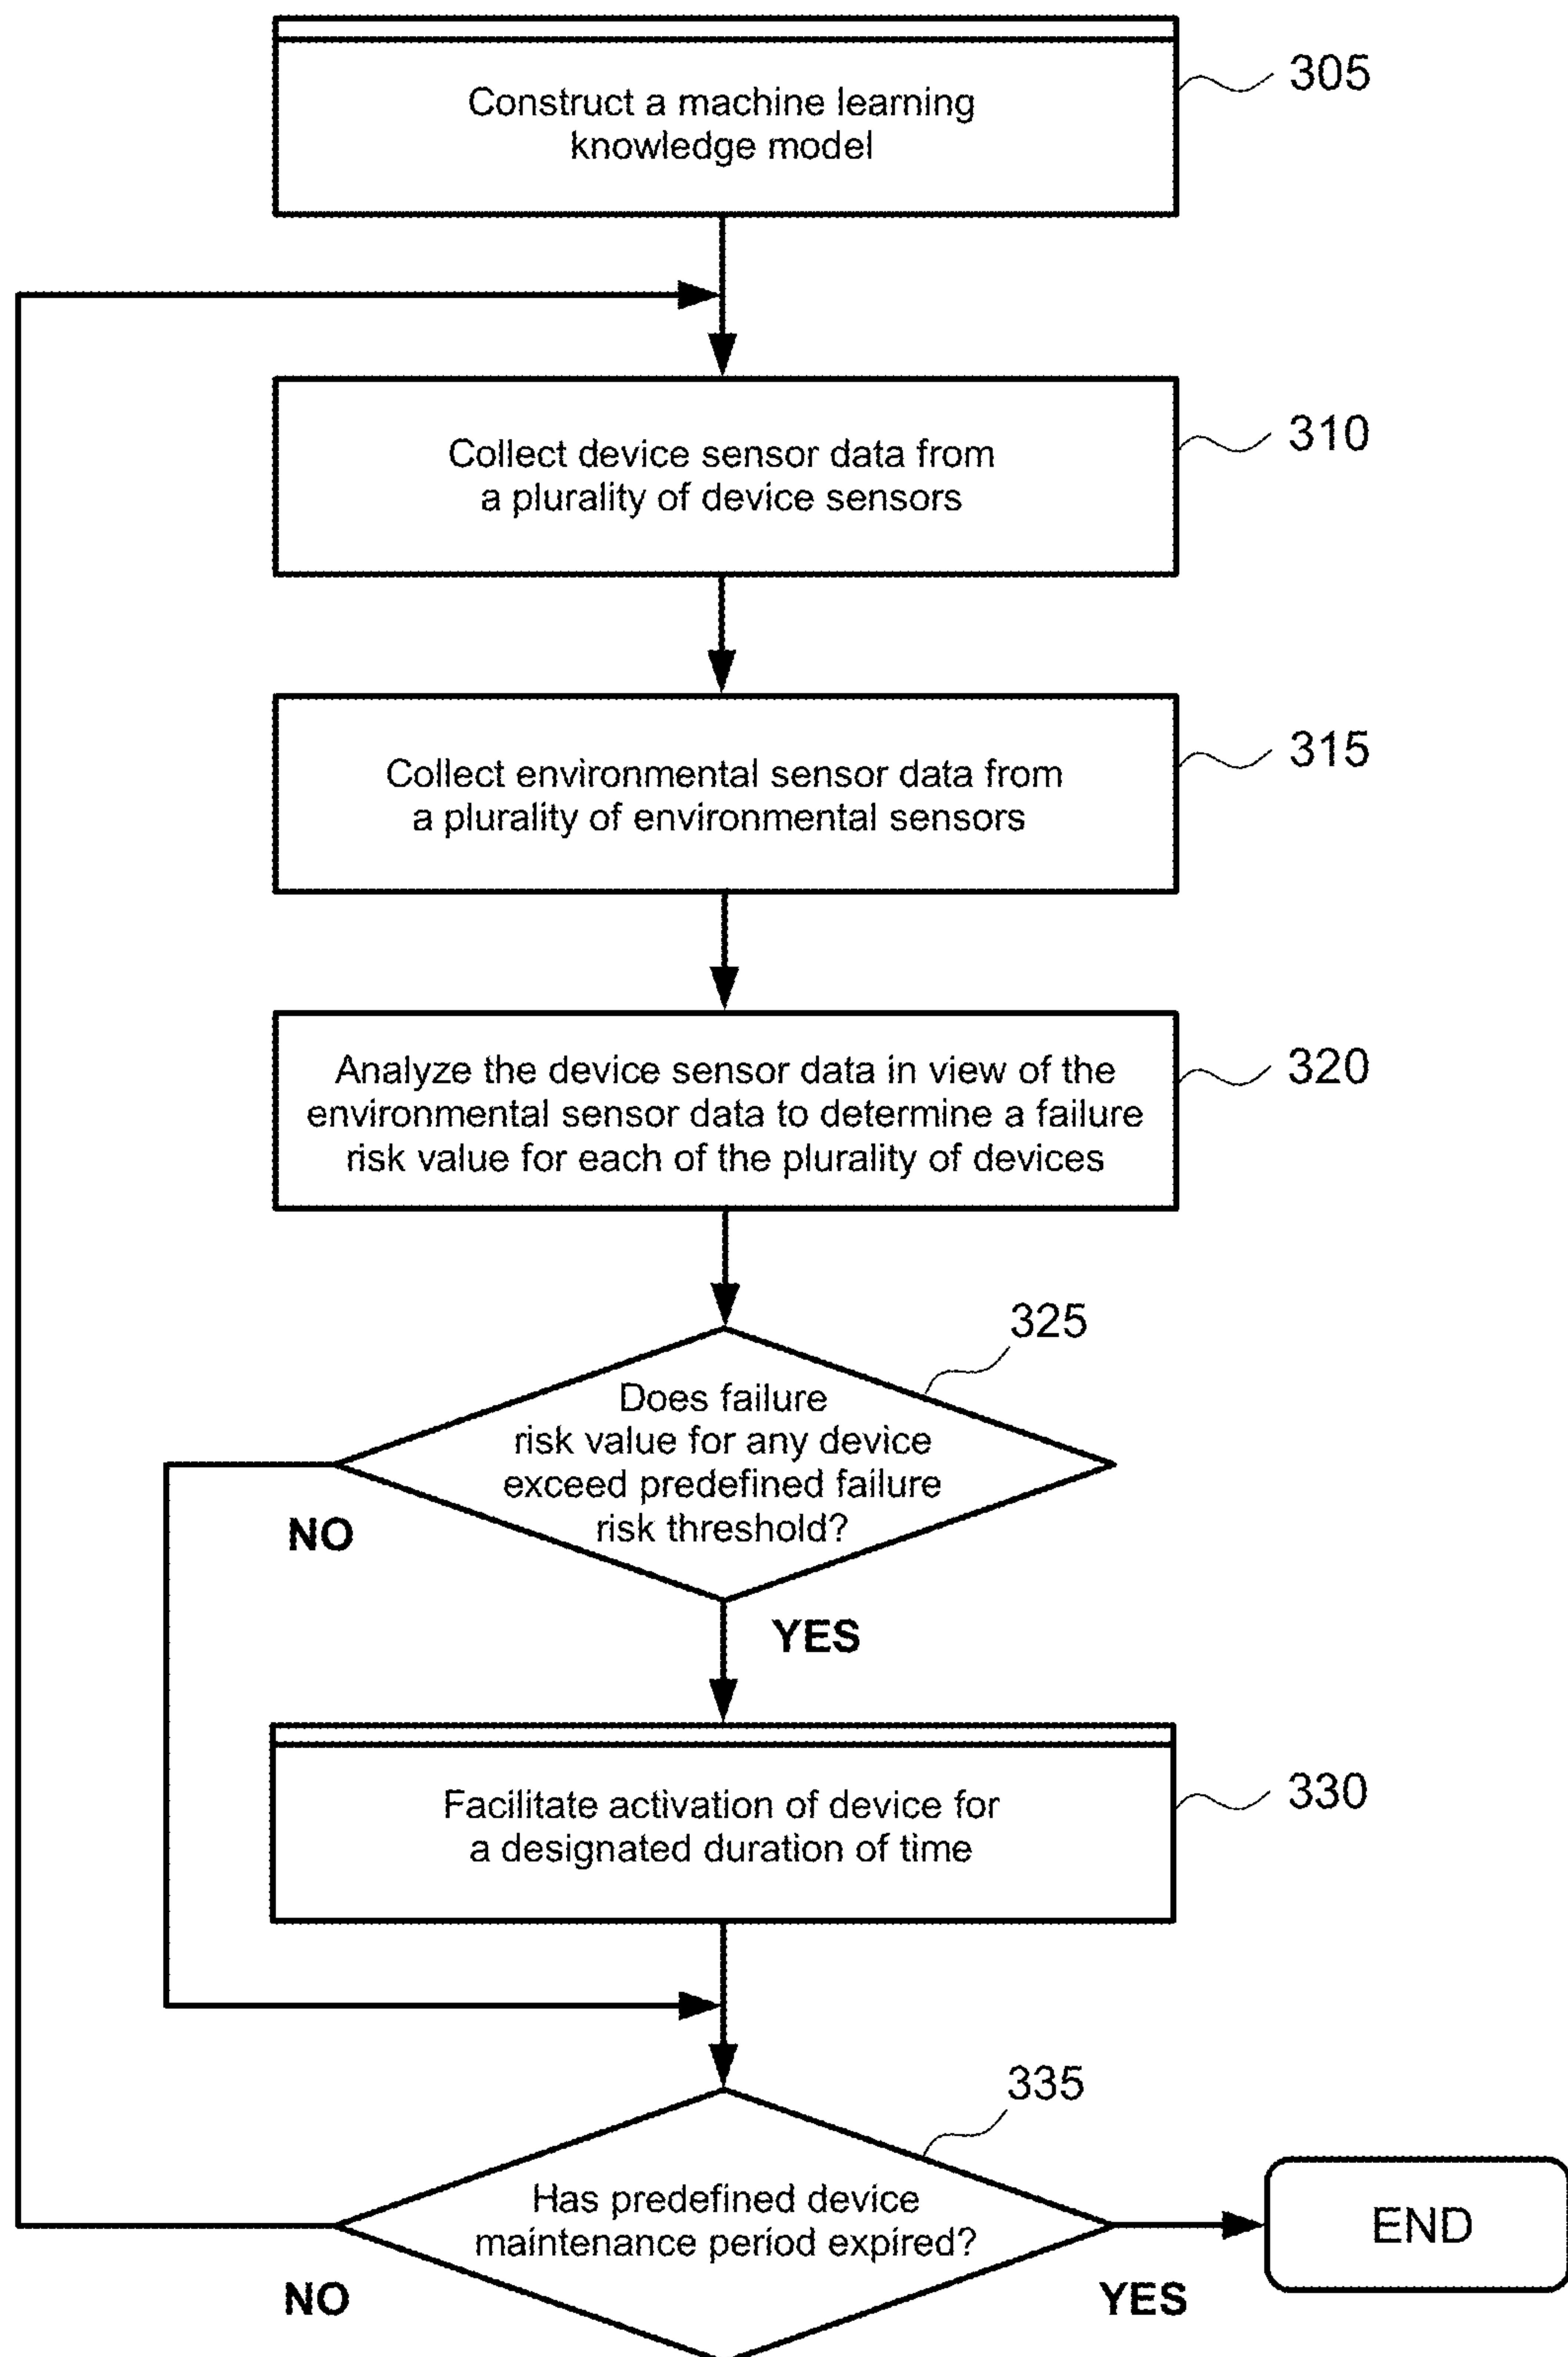 Construct a machine learning
knowledge model
305
Collect device sensor data from
a plurality of device sensors
310
Collect environmental sensor data from
a plurality of environmental sensors
315
Analyze the device sensor data in view of the
environmental sensor data to determine a failure
risk value for each of the plurality of devices
320
325
Does failure
risk value for any device
exceed predefined failure
risk threshold?
NO
YES
Facilitate activation of device for
a designated duration of time
330
335
Has predefined device
maintenance period expired?
END
NO
YES